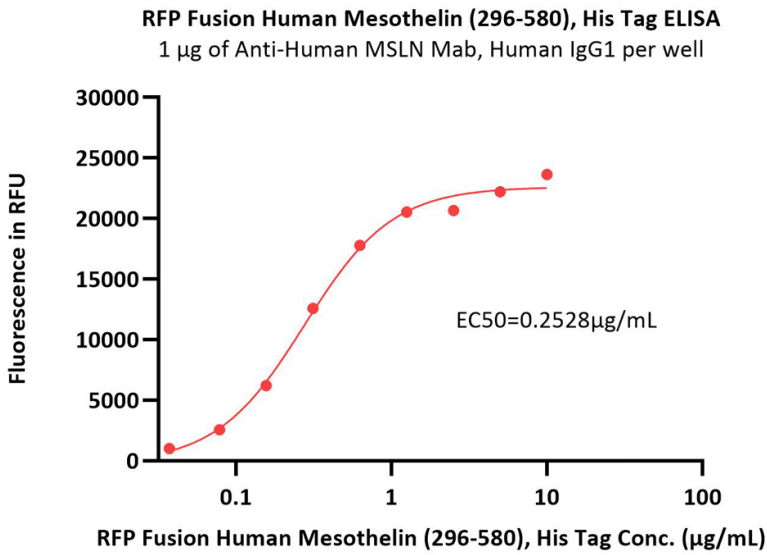 RFP Fusion Human Mesothelin (296-580), His Tag ELISA
1 μg of Anti-Human MSLN Mab, Human IgG1 per well
30000
25000
20000
15000
10000
5000
0
Fluorescence in RFU
EC50=0.2528μg/mL
0.1
1
10
100
RFP Fusion Human Mesothelin (296-580), His Tag Conc. (μg/mL)